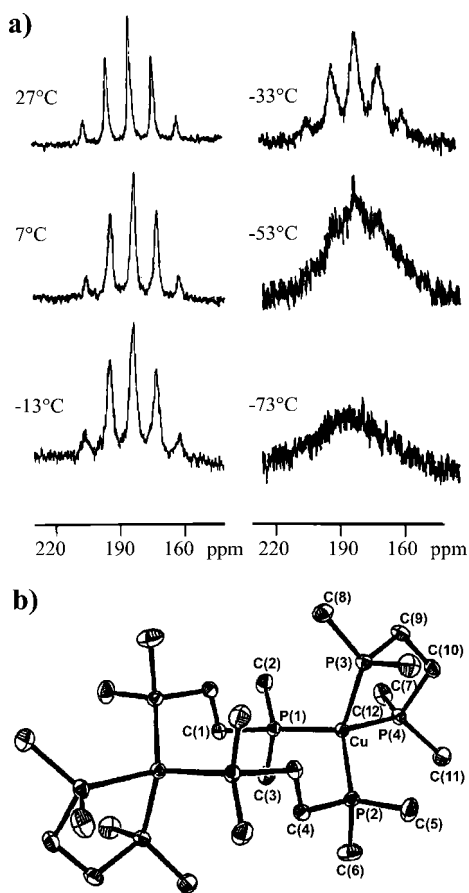 a)
27°C
-33°C
7°C
-53°C
-13°C
-73°C
220 190 160 ppm
220 190 160 ppm
b)
C(8)
C(9)
C(10)
C(2)
P(3)
C(7)
P(1)
C(12)
C(1)
Cu
P(4)
C(11)
C(3)
P(2)
C(4)
C(5)
C(6)